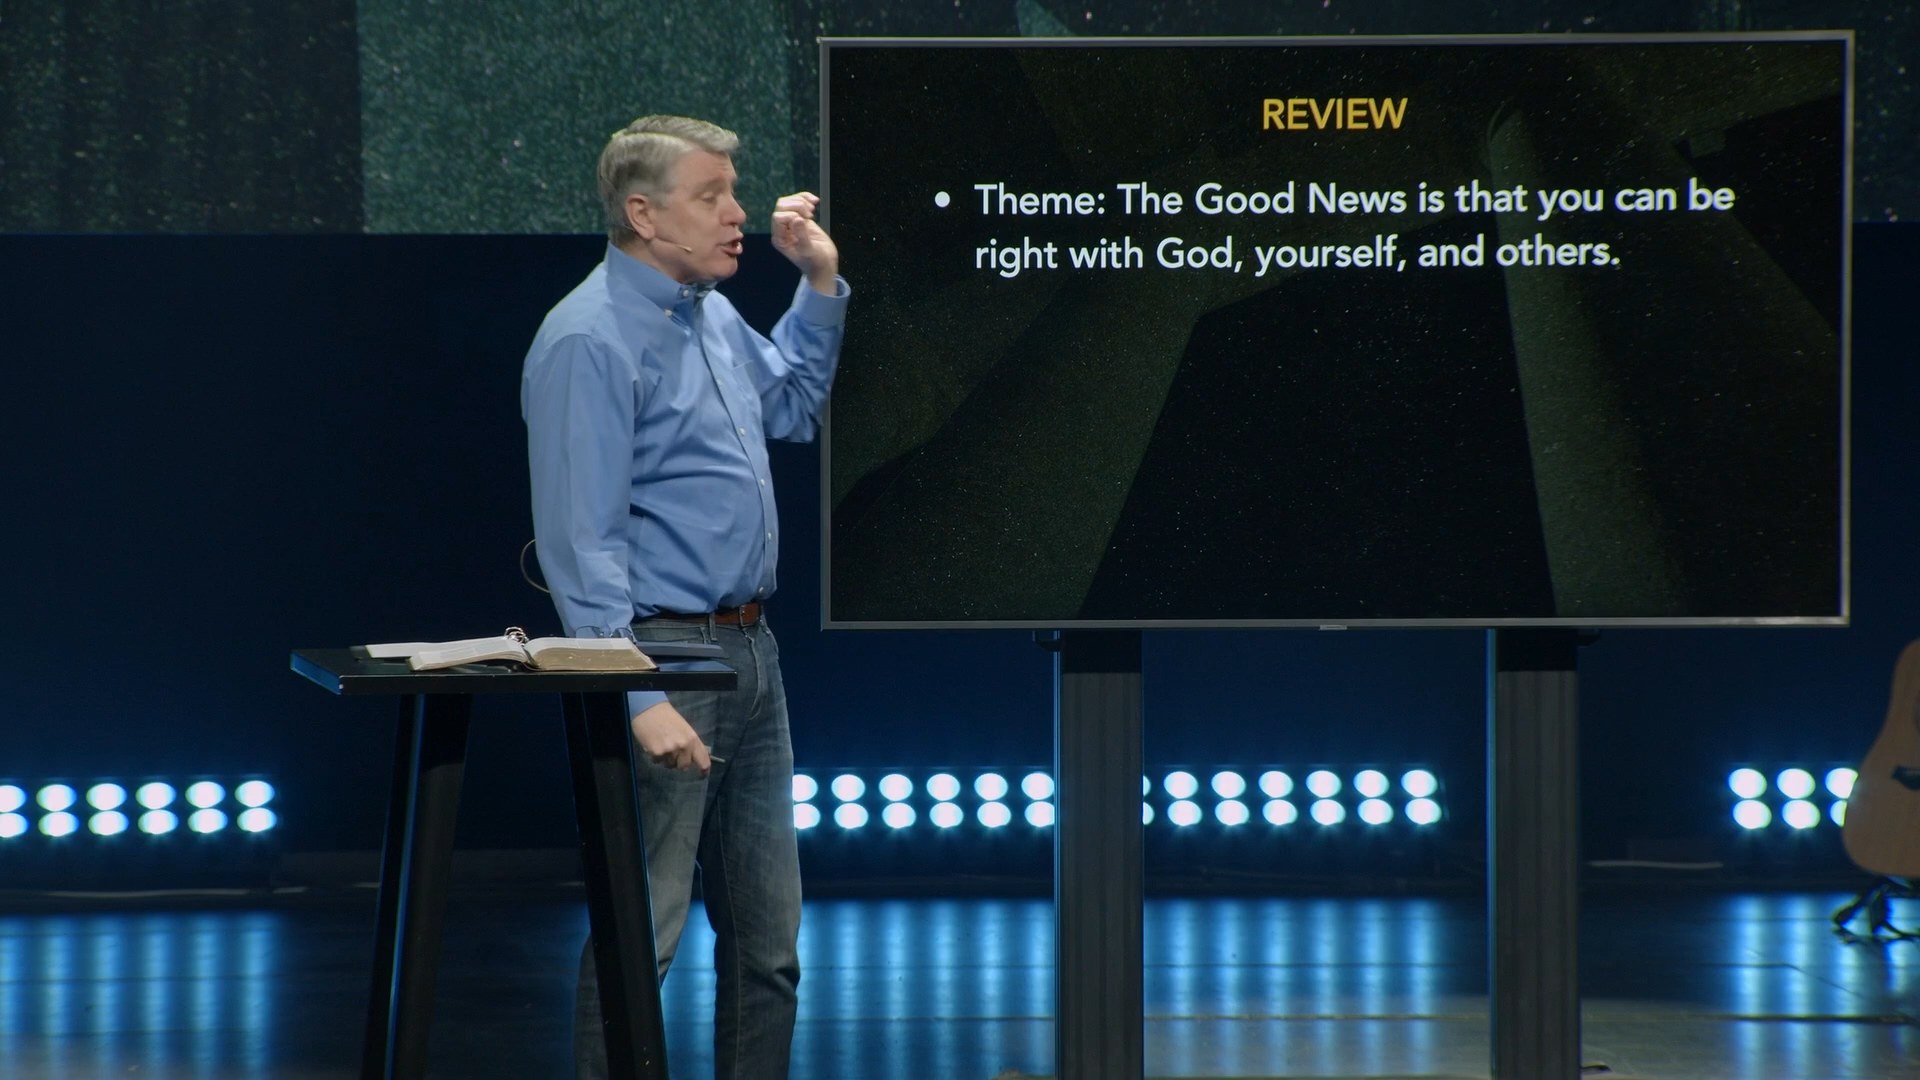 REVIEW
• Theme: The Good News is that you can be
right with God, yourself, and others.